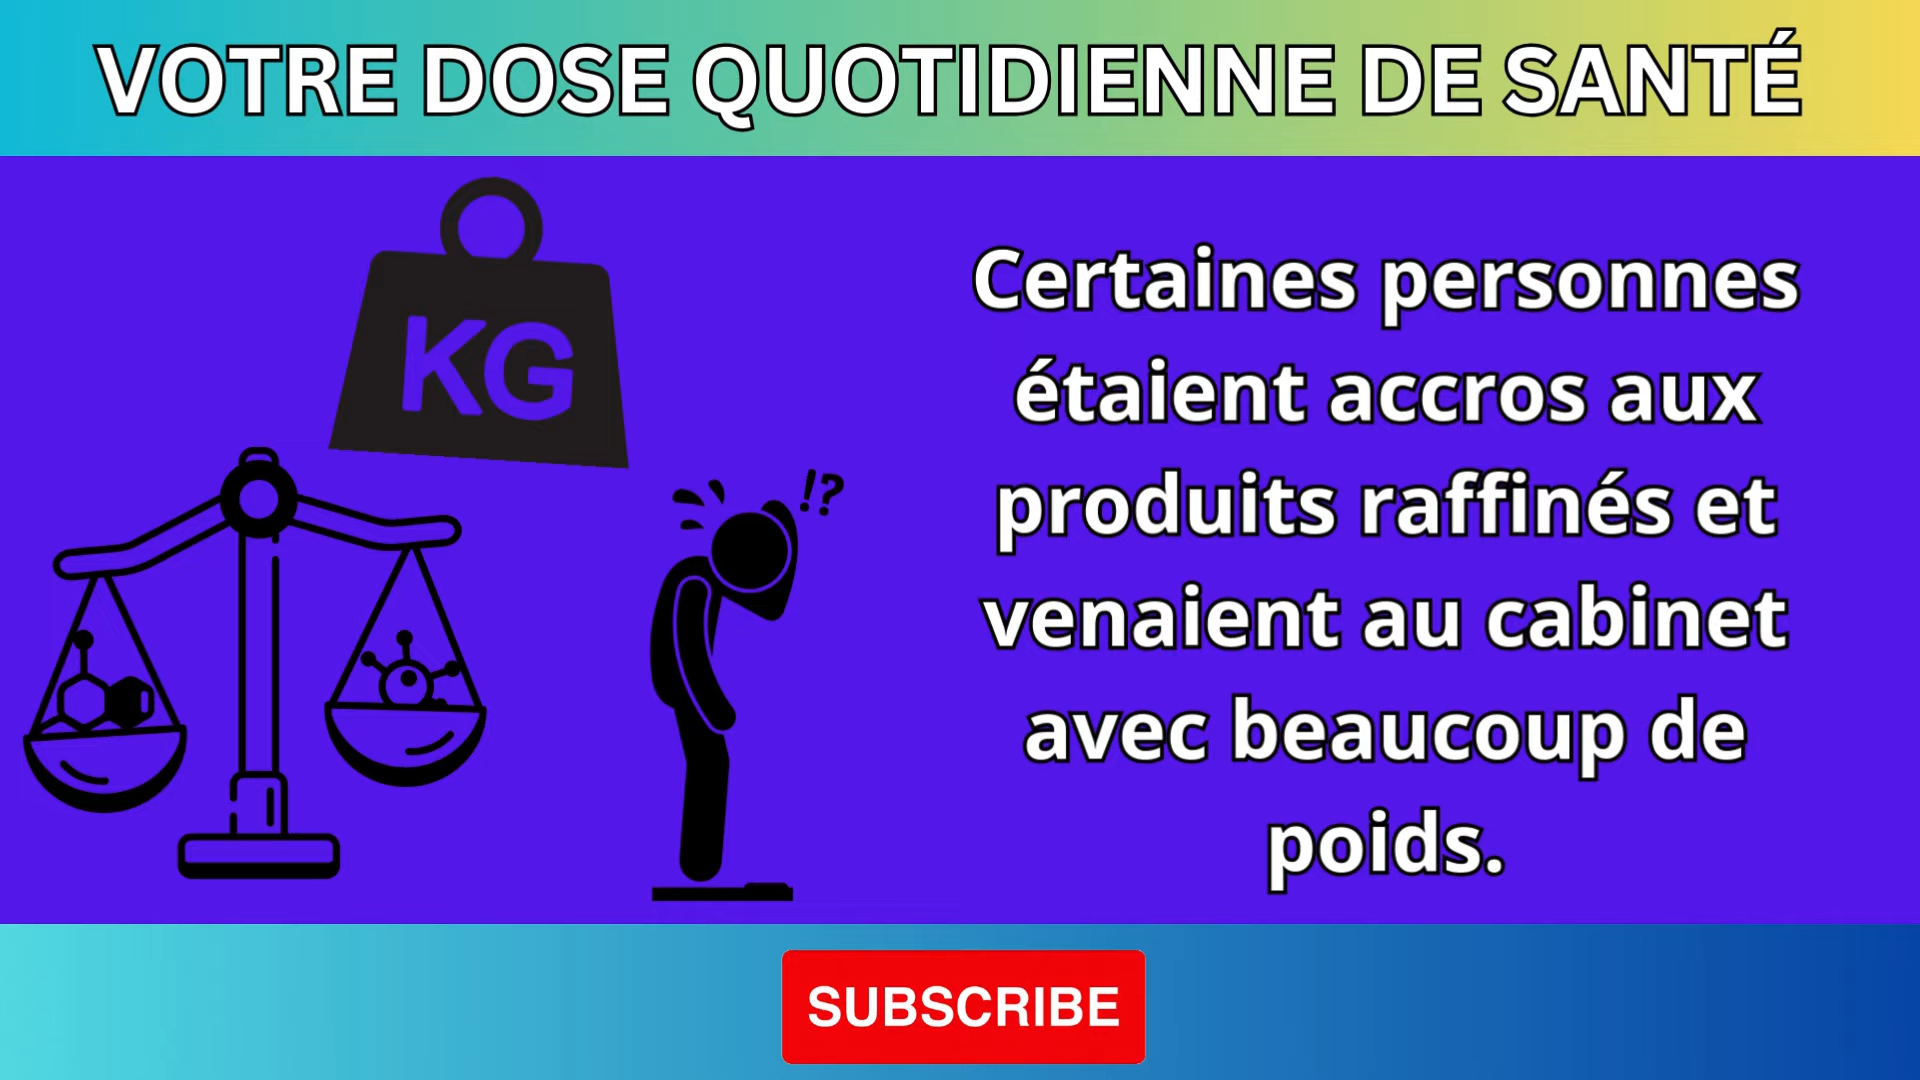 VOTRE DOSE QUOTIDIENNE DE SANTÉ
KG
!?
Certaines personnes
étaient accros aux
produits raffinés et
venaient au cabinet
avec beaucoup de
poids.
SUBSCRIBE